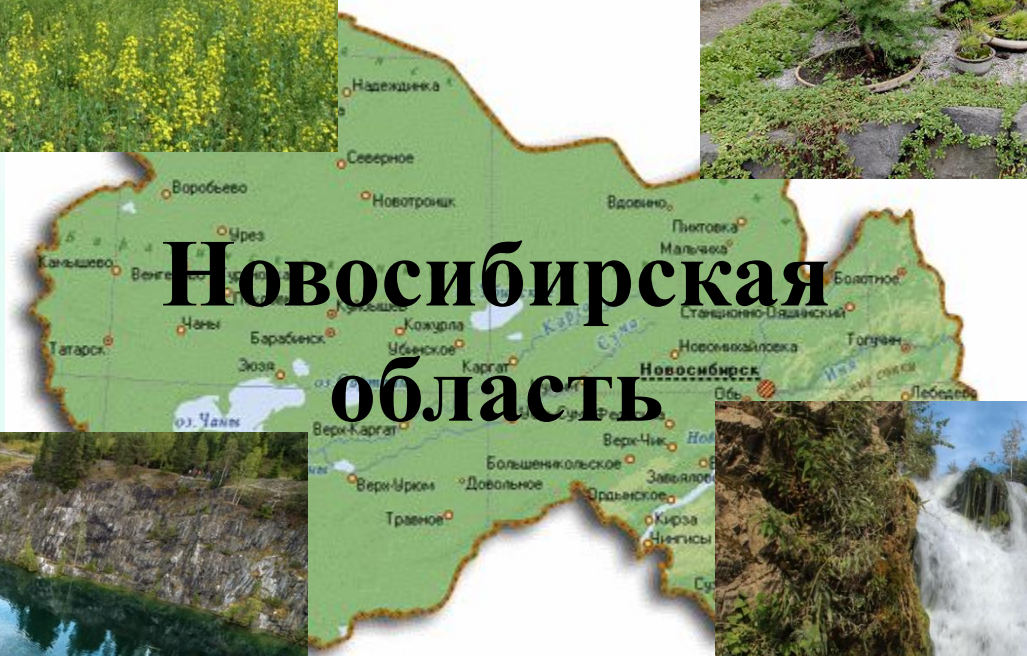 Надеждинка
Северное
Воробьево
Новотроицк
Вдовино
Пихтовка
Урез
Мальчиха
Камышево
Новосибирская
Болотное
Станционно-Ояшинский
Чаны
Кожурла
Барабинск
Татарск
Убинское
Новомихайловка
Тогучин
Зюзя
Каргат
Новосибирск
Обь
Лебедево
область
оз. Чаны
Верх-Каргат
Верх-Чик
Большеникольское
Верх-Урюм
Довольное
Ордынское
Травное
Кирза
Чингисы